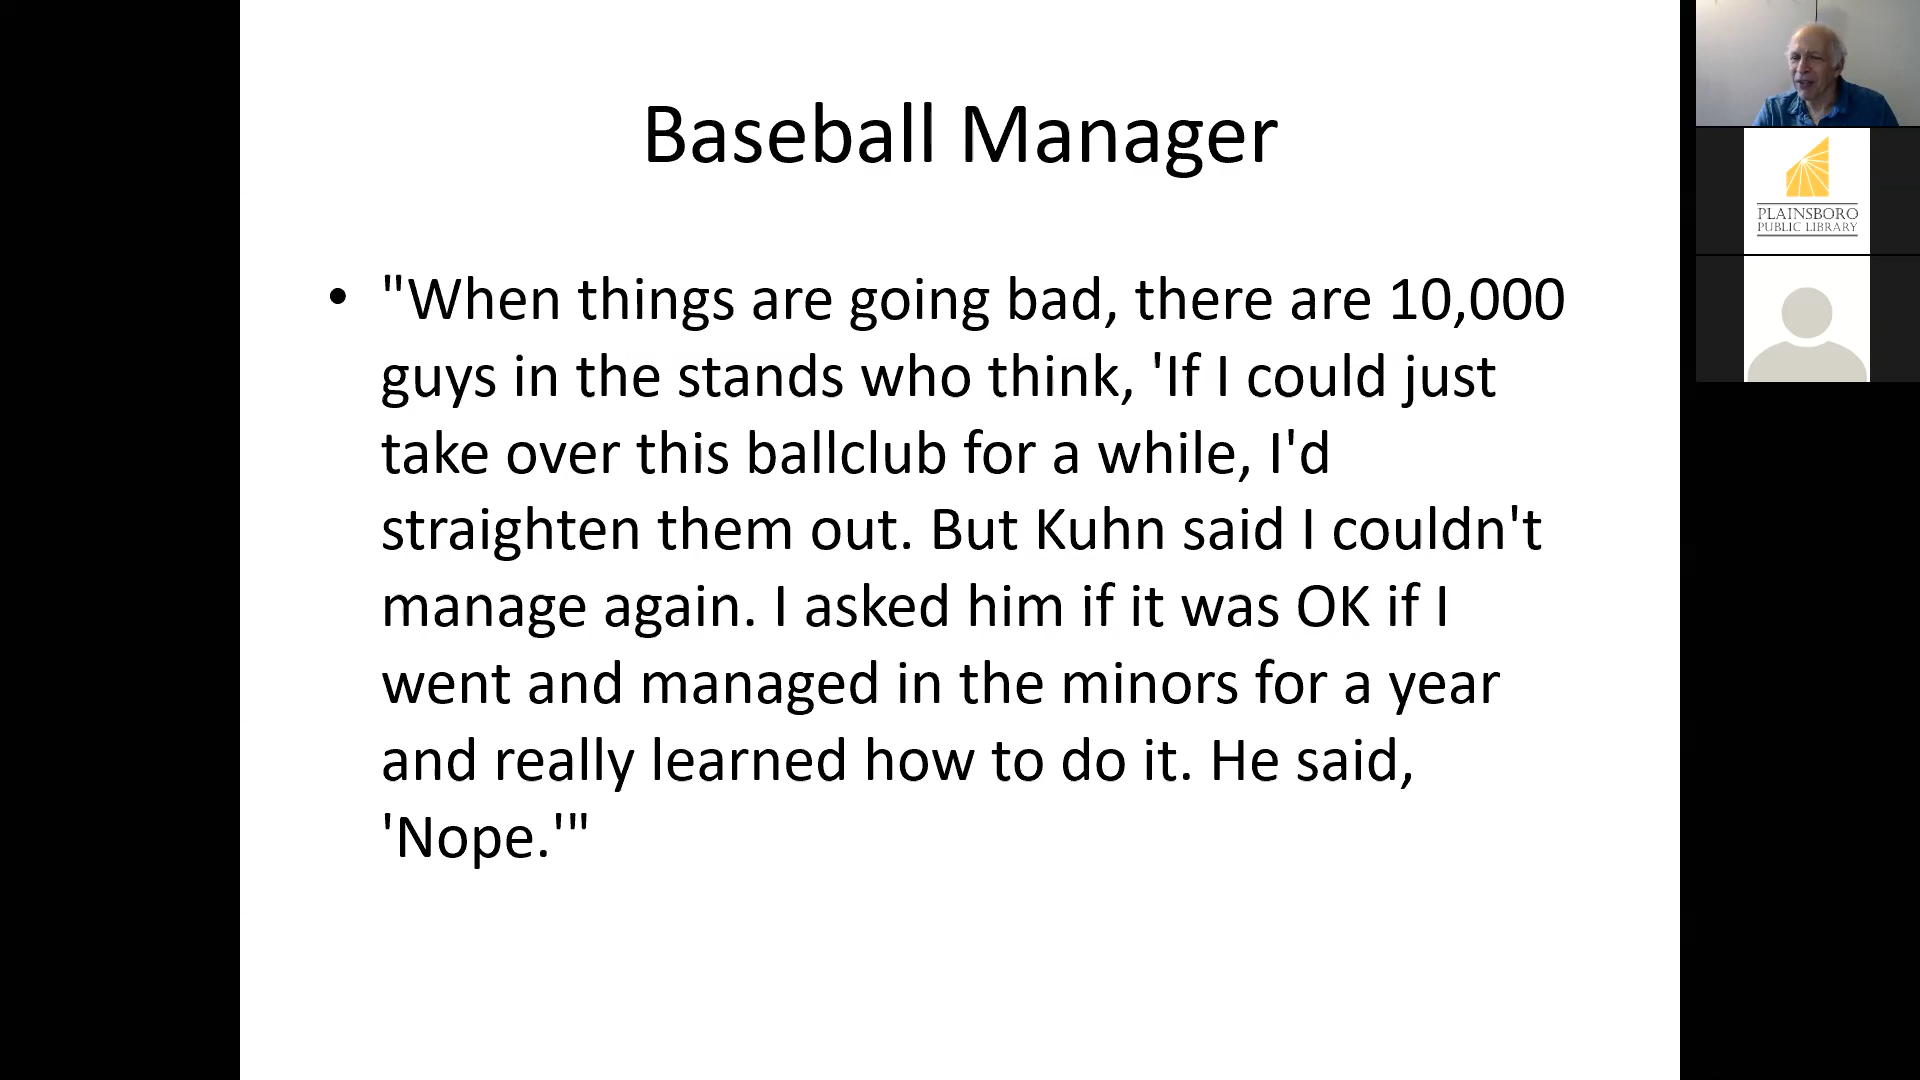 Baseball Manager
• "When things are going bad, there are 10,000
guys in the stands who think, 'If I could just
take over this ballclub for a while, I'd
straighten them out. But Kuhn said I couldn't
manage again. I asked him if it was OK if I
went and managed in the minors for a year
and really learned how to do it. He said,
'Nope.'"
PLAINSBORO
PUBLIC LIBRARY